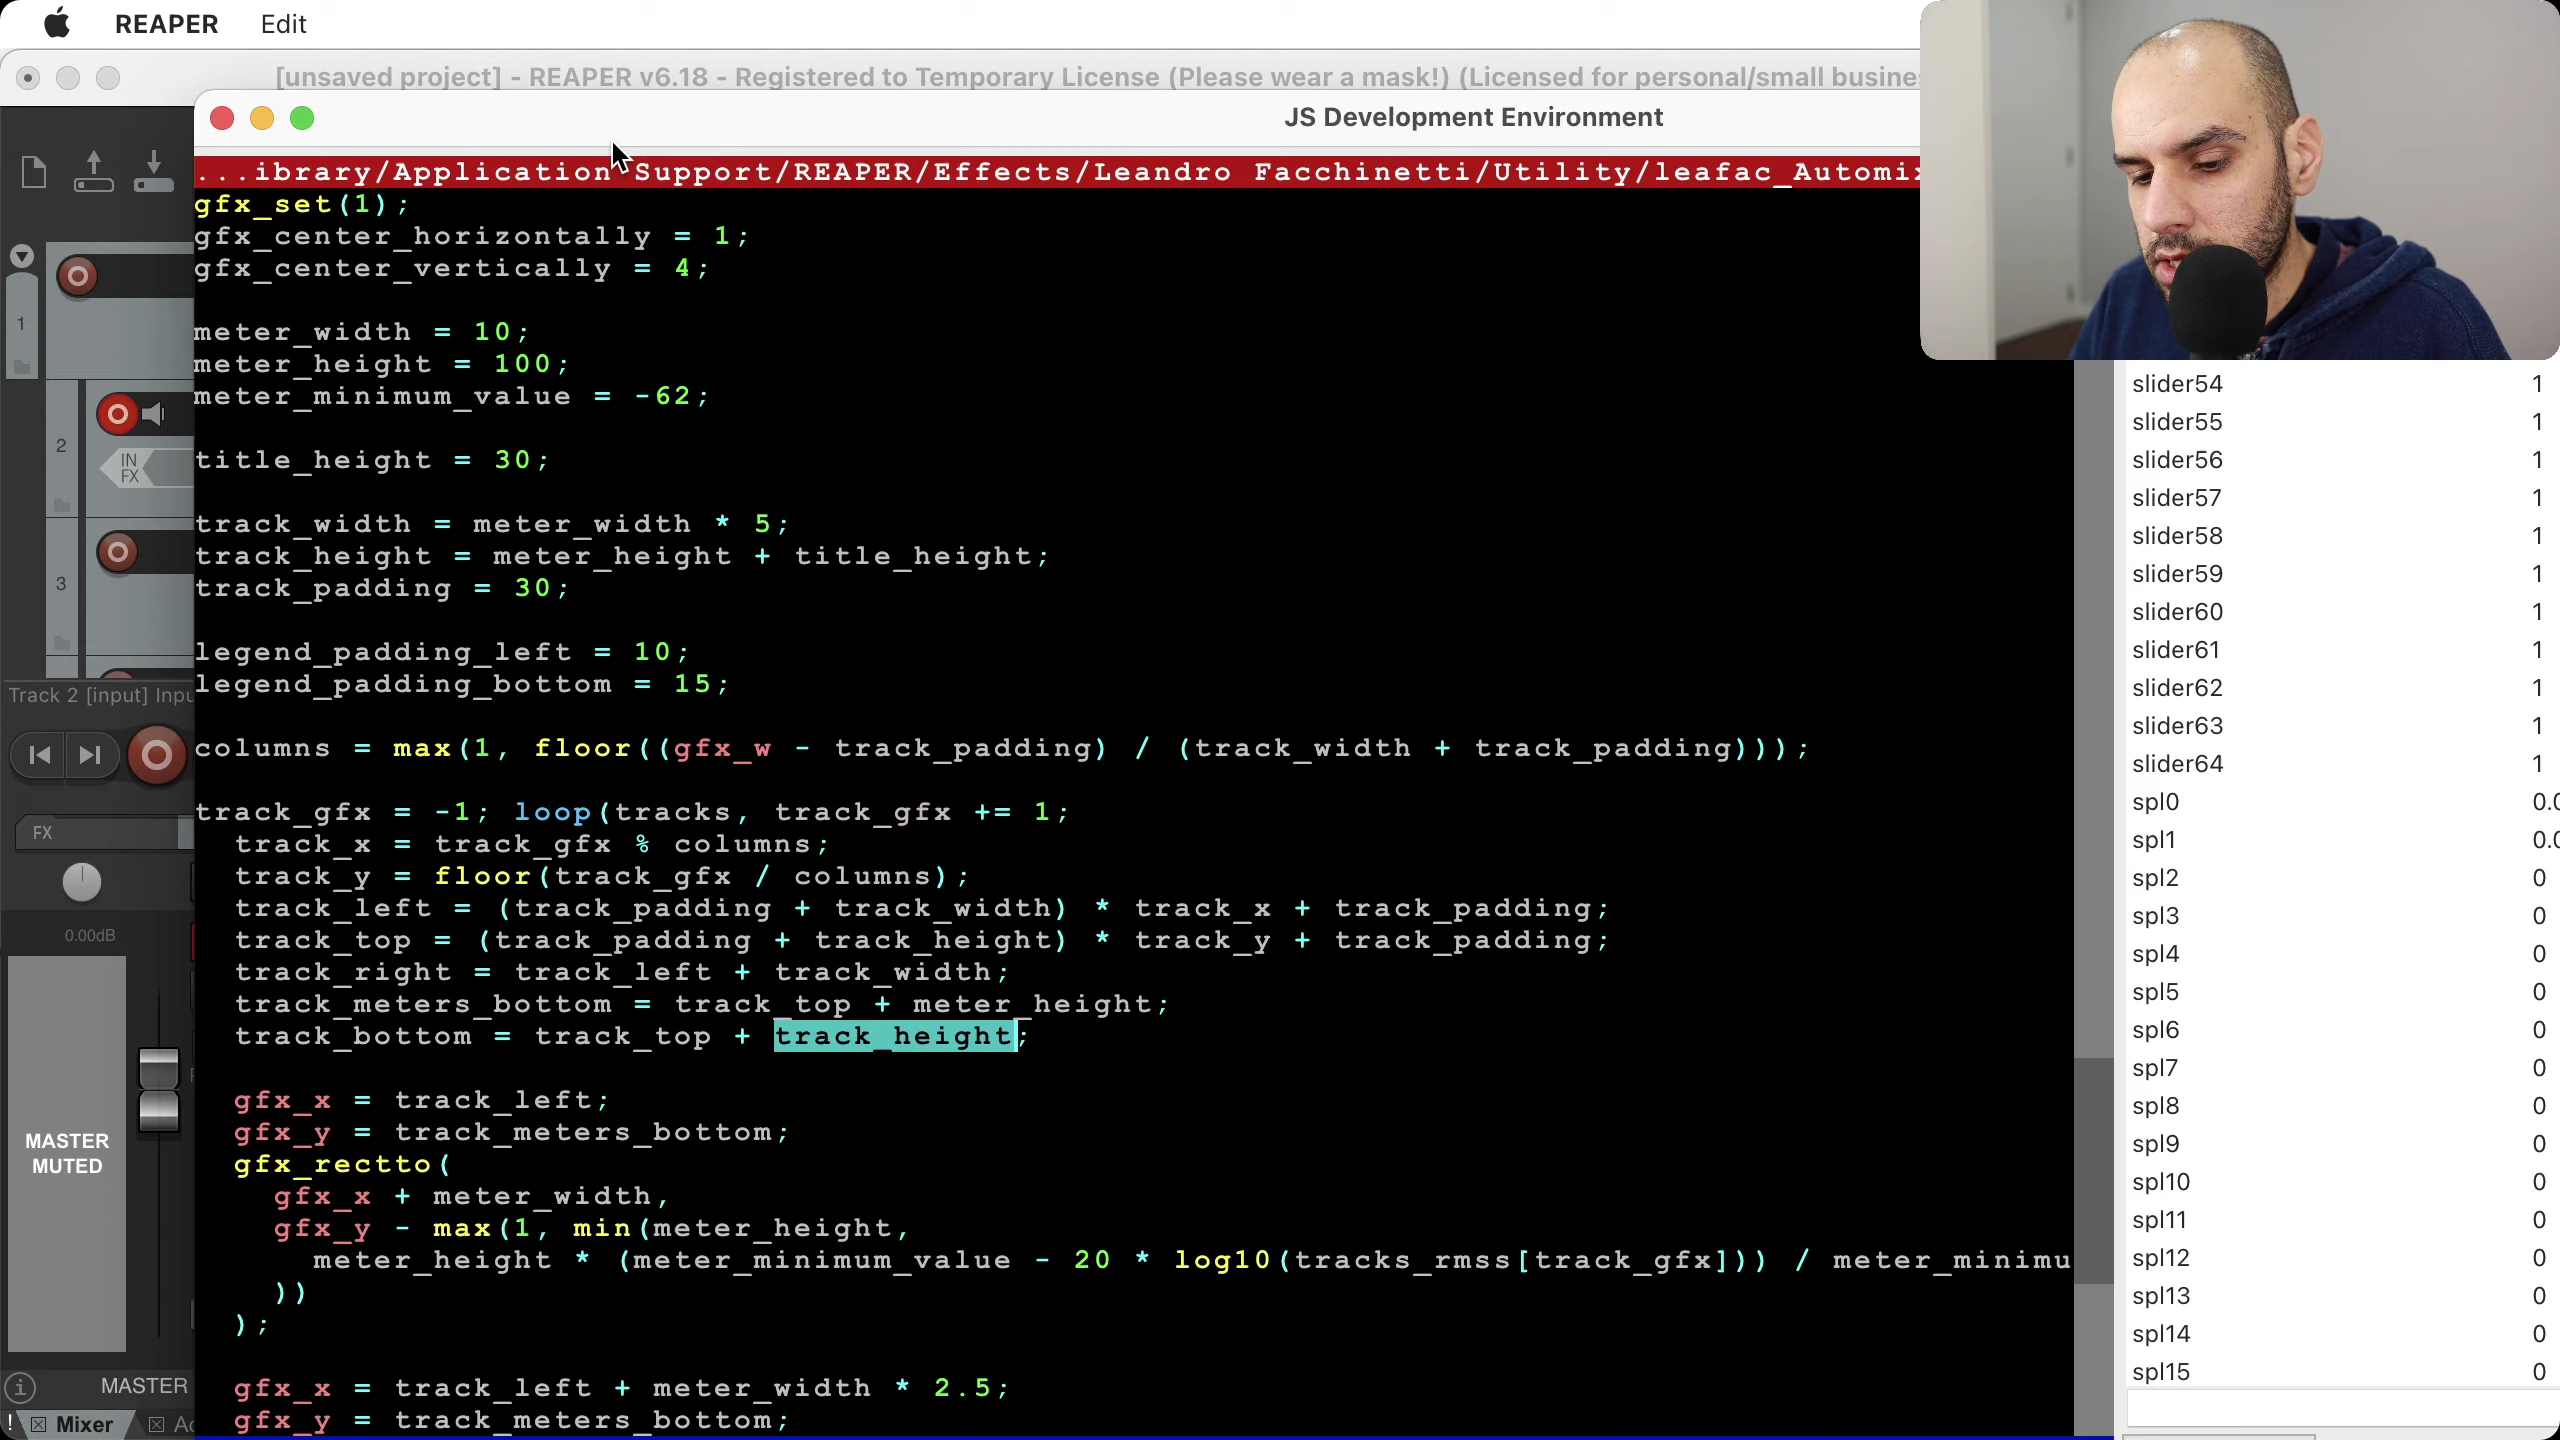 REAPER Edit
[unsaved project] - REAPER v6.18 - Registered to Temporary License (Please wear a mask!) (Licensed for personal/small
JS Development Environment
...ibrary/Application Support/REAPER/Effects/Leandro Facchinetti/Utility/leafac_Automix
gfx_set(1);
gfx_center_horizontally = 1;
gfx_center_vertically = 4;
meter_width = 10;
meter_height = 100;
meter_minimum_value = -62;
title_height = 30;
track_width = meter_width * 5;
track_height = meter_height + title_height;
track_padding = 30;
legend_padding_left = 10;
legend_padding_bottom = 15;
columns = max(1, floor((gfx_w - track_padding) / (track_width + track_padding)));
track_gfx = -1; loop(tracks, track_gfx += 1;
track_x = track_gfx % columns;
track_y = floor(track_gfx / columns);
track_left = (track_padding + track_width) * track_x + track_padding;
track_top = (track_padding + track_height) * track_y + track_padding;
track_right = track_left + track_width;
track_meters_bottom = track_top + meter_height;
track_bottom = track_top + track_height;
gfx_x = track_left;
gfx_y = track_meters_bottom;
gfx_rectto(
gfx_x + meter_width,
gfx_y - max(1, min(meter_height,
meter_height * (meter_minimum_value - 20 * log10(tracks_rmss[track_gfx])) / meter_minimu
))
);
gfx_x = track_left + meter_width * 2.5;
gfx_y = track_meters_bottom;
1
2
IN
FX
3
Track 2 [input] Inpu
FX
0.00dB
MASTER
MUTED
MASTER
! Mixer
slider54 1
slider55 1
slider56 1
slider57 1
slider58 1
slider59 1
slider60 1
slider61 1
slider62 1
slider63 1
slider64 1
spl0 0.0
spl1 0.0
spl2 0
spl3 0
spl4 0
spl5 0
spl6 0
spl7 0
spl8 0
spl9 0
spl10 0
spl11 0
spl12 0
spl13 0
spl14 0
spl15 0